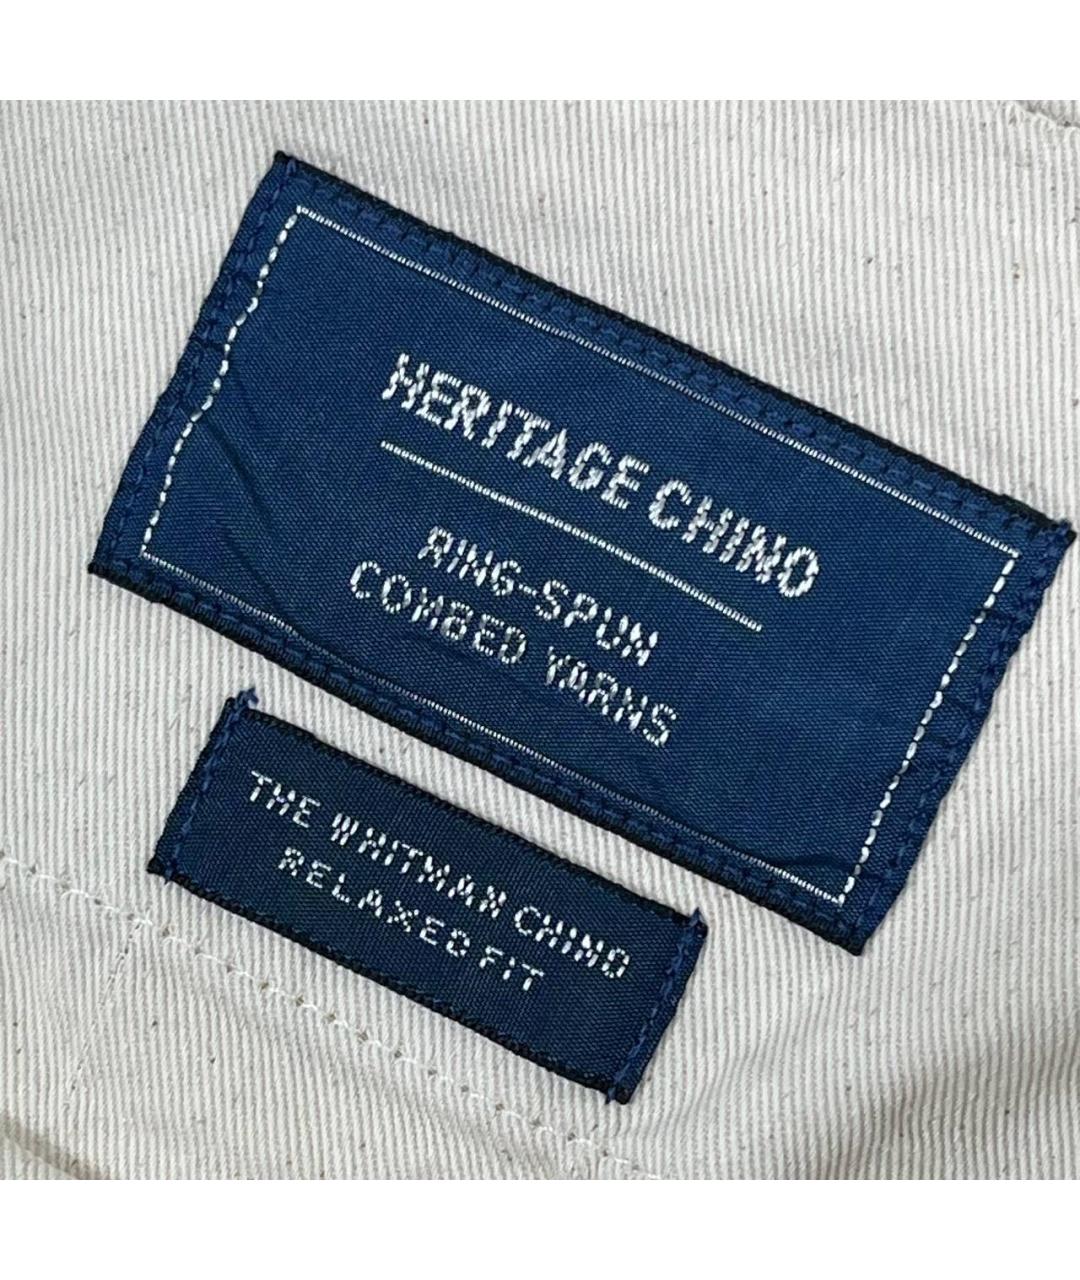 HERITAGE CHINO
RING-SPUN
COMBED YARNS
THE WHITMAN CHINO
RELAXED FIT